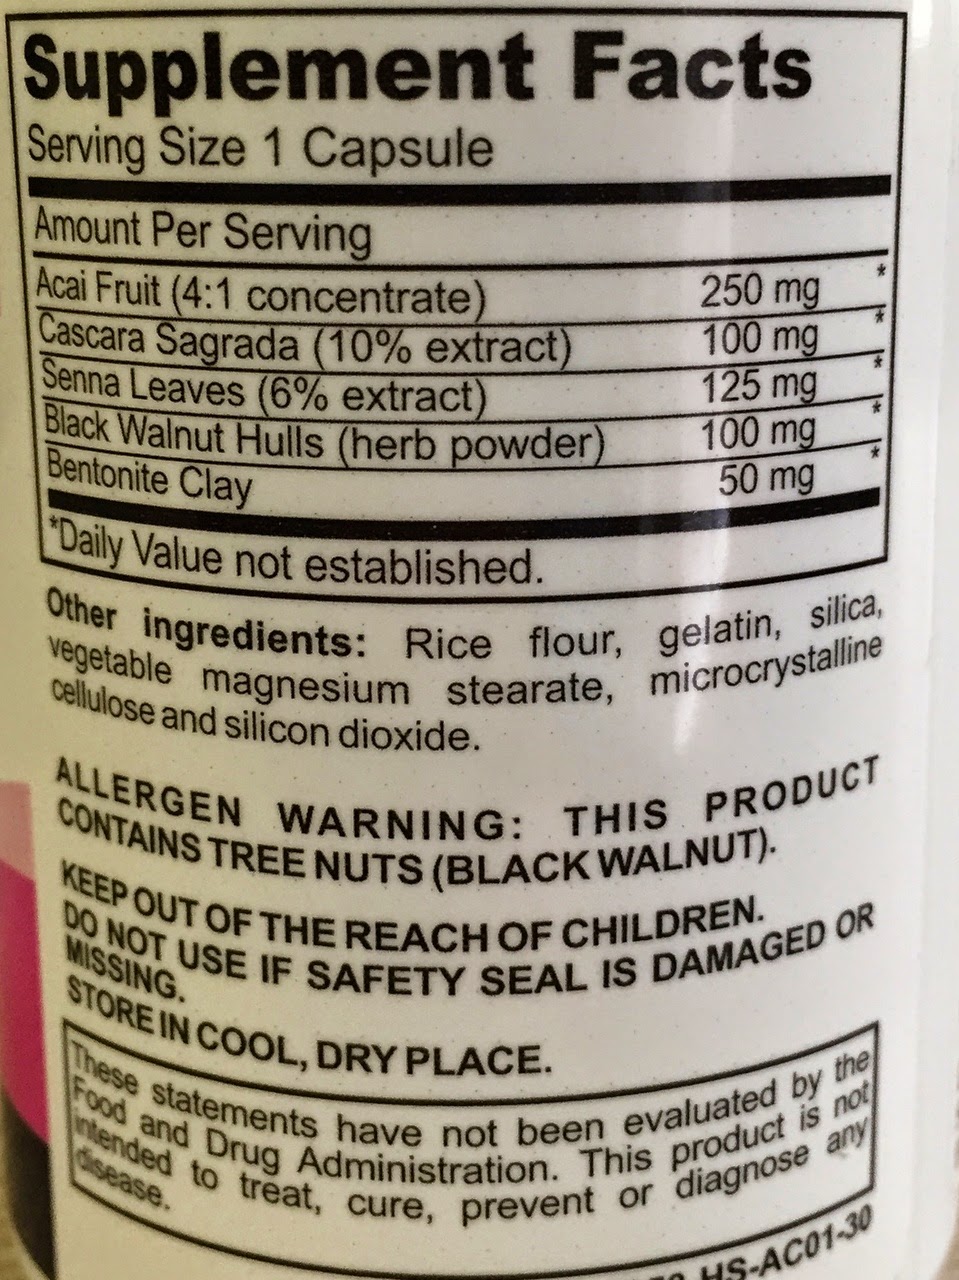 Supplement Facts
Serving Size 1 Capsule
Amount Per Serving
Acai Fruit (4:1 concentrate) 250 mg *
Cascara Sagrada (10% extract) 100 mg *
Senna Leaves (6% extract) 125 mg *
Black Walnut Hulls (herb powder) 100 mg *
Bentonite Clay 50 mg *
*Daily Value not established.
Other ingredients: Rice flour, gelatin, silica,
vegetable magnesium stearate, microcrystalline
cellulose and silicon dioxide.
ALLERGEN WARNING: THIS PRODUCT
CONTAINS TREE NUTS (BLACK WALNUT).
KEEP OUT OF THE REACH OF CHILDREN.
DO NOT USE IF SAFETY SEAL IS DAMAGED OR
MISSING.
STORE IN COOL, DRY PLACE.
These statements have not been evaluated by the
Food and Drug Administration. This product is not
intended to treat, cure, prevent or diagnose any
disease.
HS-AC01-30